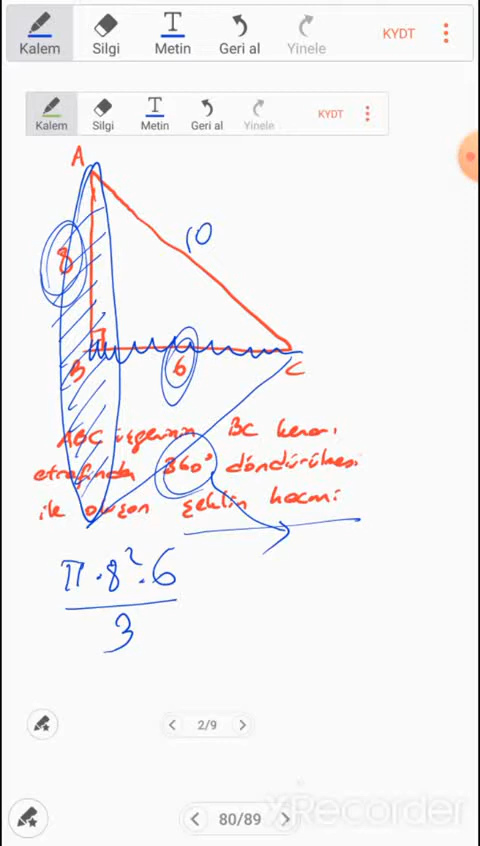 Kalem Silgi Metin Geri al Yinele KYDT
Kalem Silgi Metin Geri al Yinele KYDT
A
10
8
B 6 C
ABC üçgeninin BC kenarı
etrafında 360° döndürülmesi
ile oluşan şeklin hacmi
π.8².6
3
2/9
80/89
XRecorder